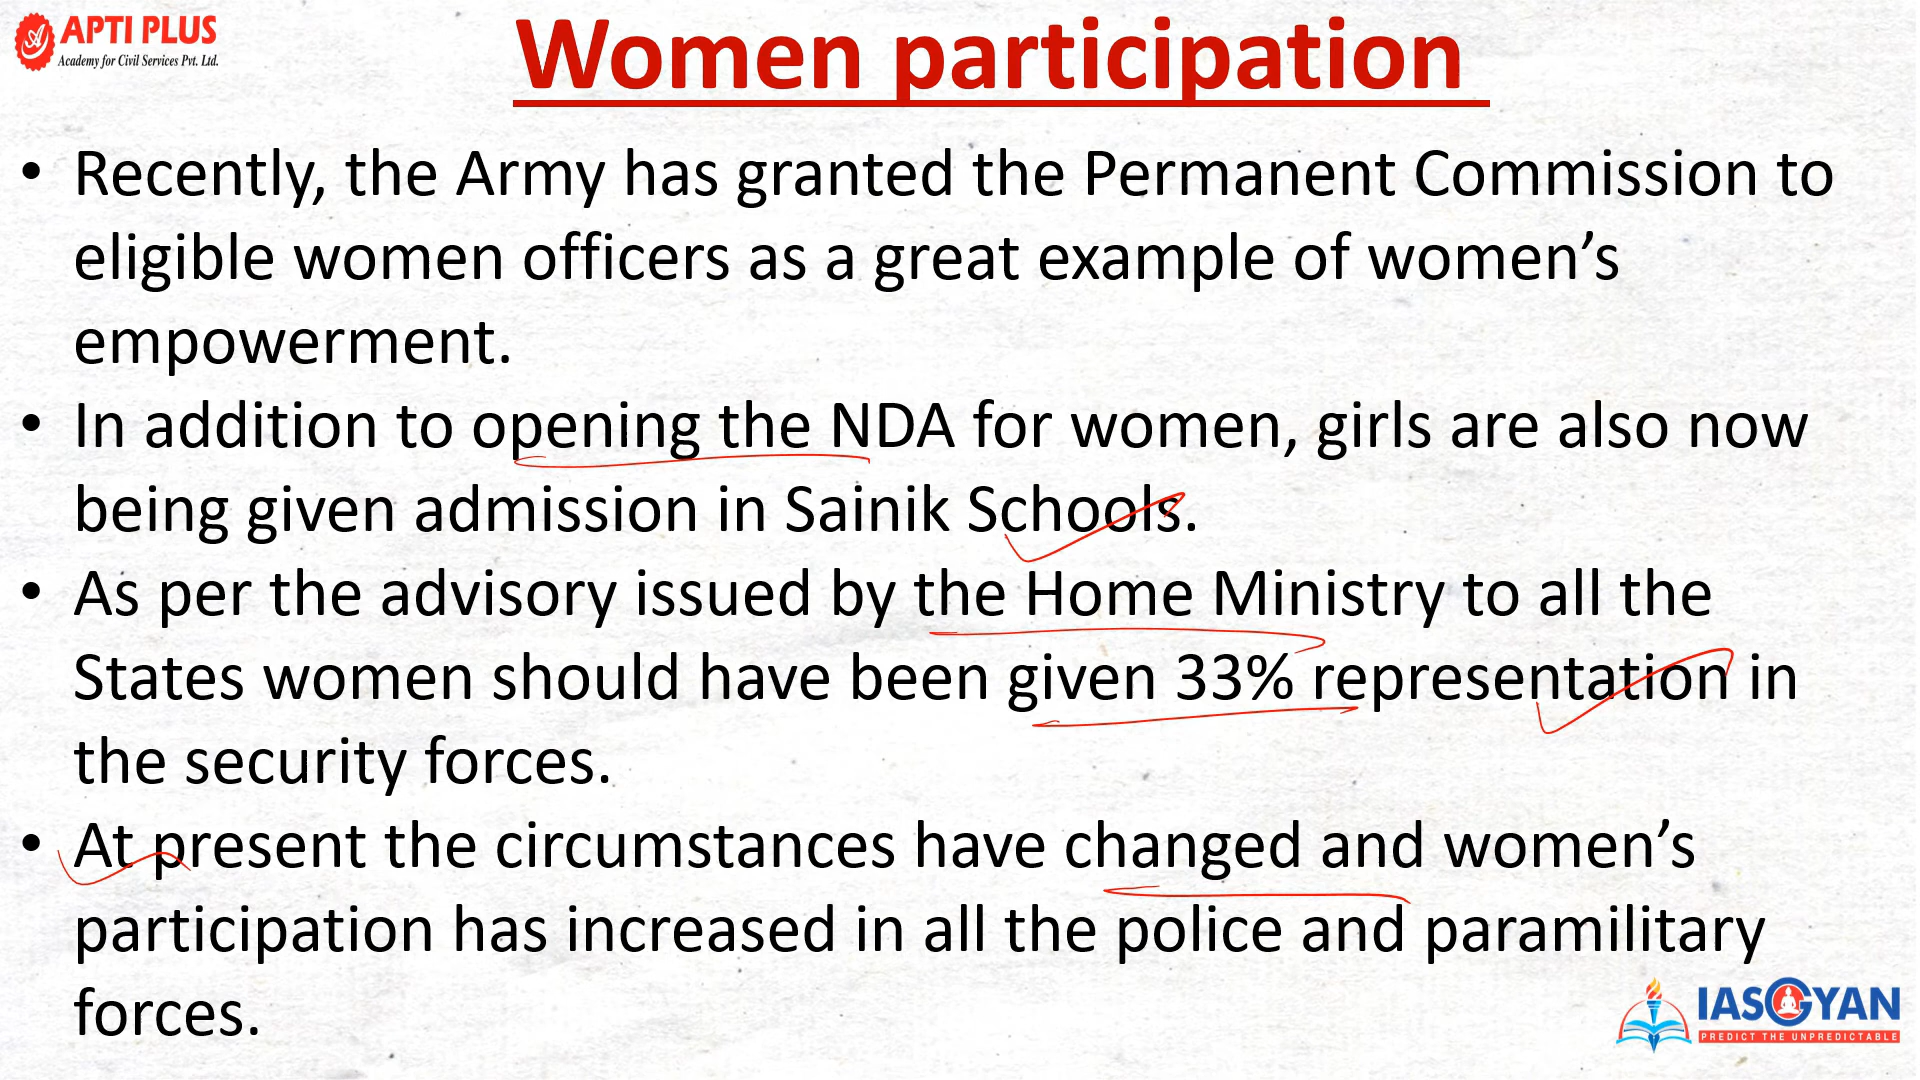 APTI PLUS
Academy for Civil Services Pvt. Ltd.
Women participation
• Recently, the Army has granted the Permanent Commission to
eligible women officers as a great example of women’s
empowerment.
• In addition to opening the NDA for women, girls are also now
being given admission in Sainik Schools.
• As per the advisory issued by the Home Ministry to all the
States women should have been given 33% representation in
the security forces.
• At present the circumstances have changed and women’s
participation has increased in all the police and paramilitary
forces.
IASGYAN
PREDICT THE UNPREDICTABLE